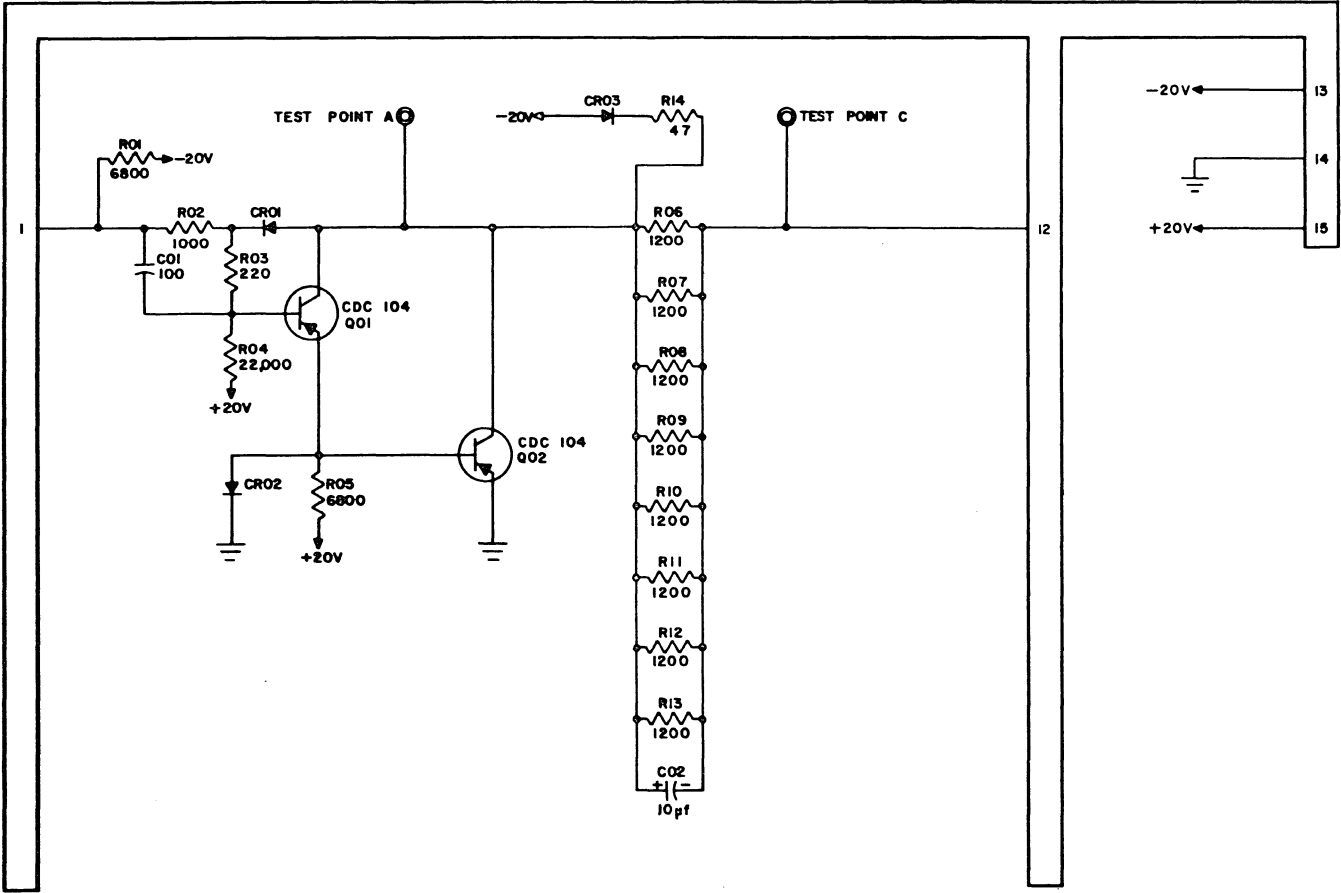 -20V
13
CR03
R14
TEST POINT A
-20V
47
TEST POINT C
R01
-20V
6800
14
R02
CR01
R06
1
1000
1200
12
+20V
15
C01
100
R03
220
R07
1200
CDC 104
Q01
R04
22,000
R08
1200
+20V
R09
1200
CDC 104
Q02
CR02
R05
6800
R10
1200
+20V
R11
1200
R12
1200
R13
1200
C02
+ -
10µf